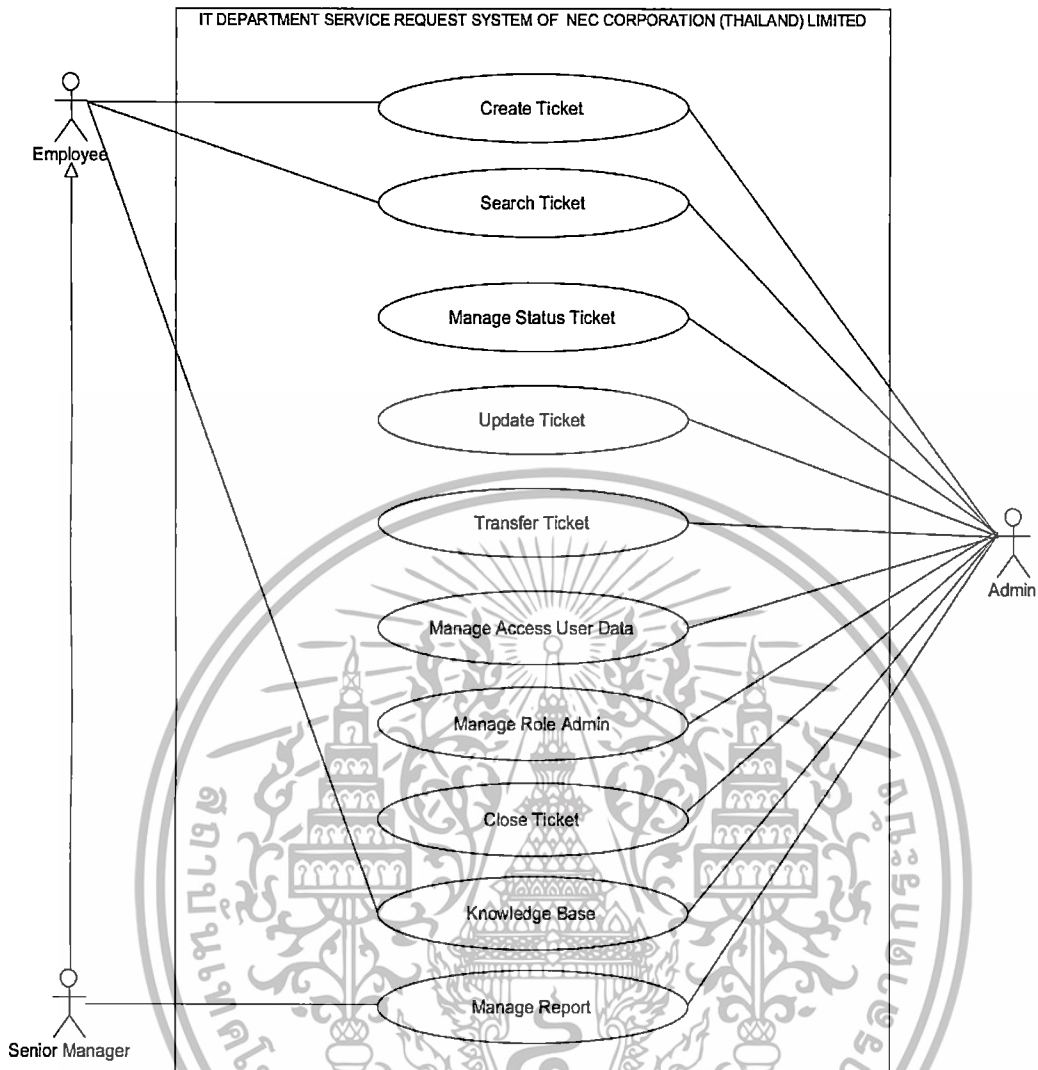 IT DEPARTMENT SERVICE REQUEST SYSTEM OF NEC CORPORATION (THAILAND) LIMITED
Create Ticket
Employee
Search Ticket
Manage Status Ticket
Update Ticket
Transfer Ticket
Admin
Manage Access User Data
Manage Role Admin
Close Ticket
Knowledge Base
Manage Report
Senior Manager